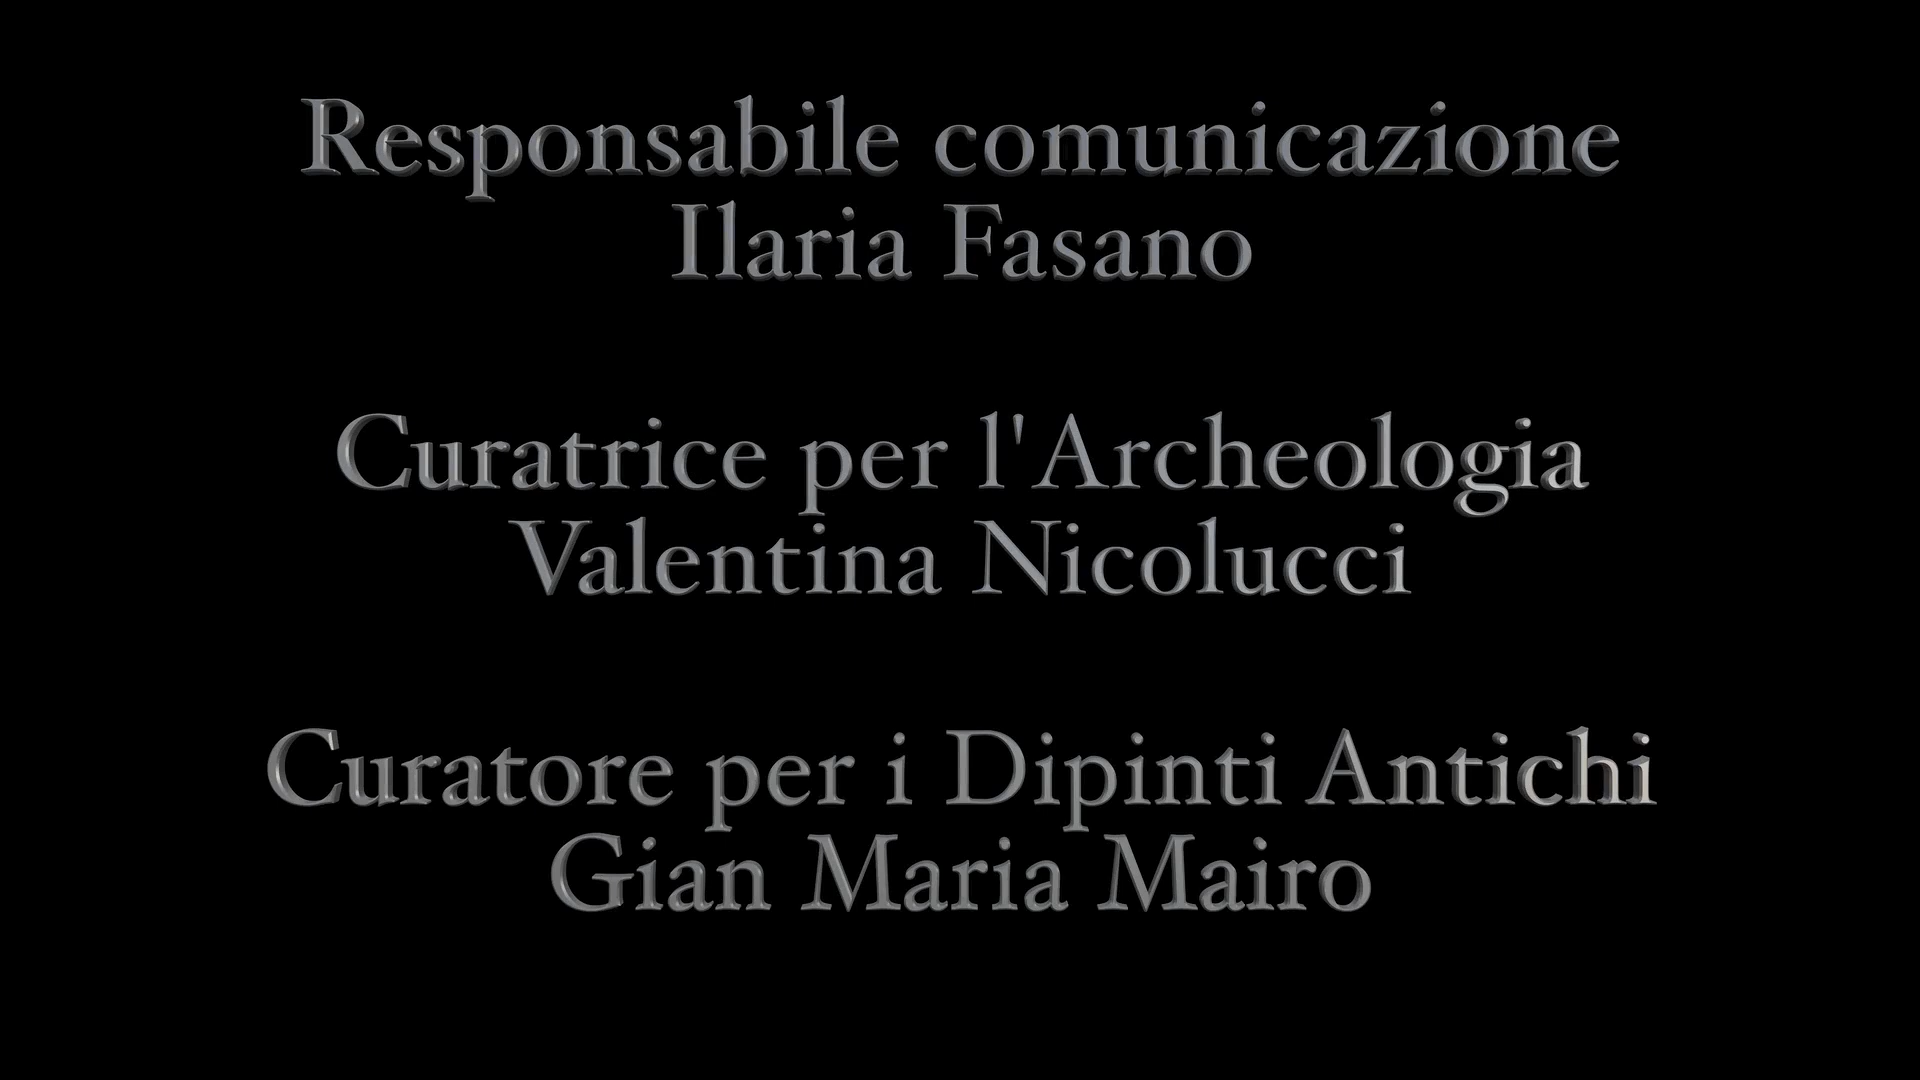 Responsabile comunicazione
Ilaria Fasano
Curatrice per l'Archeologia
Valentina Nicolucci
Curatore per i Dipinti Antichi
Gian Maria Mairo